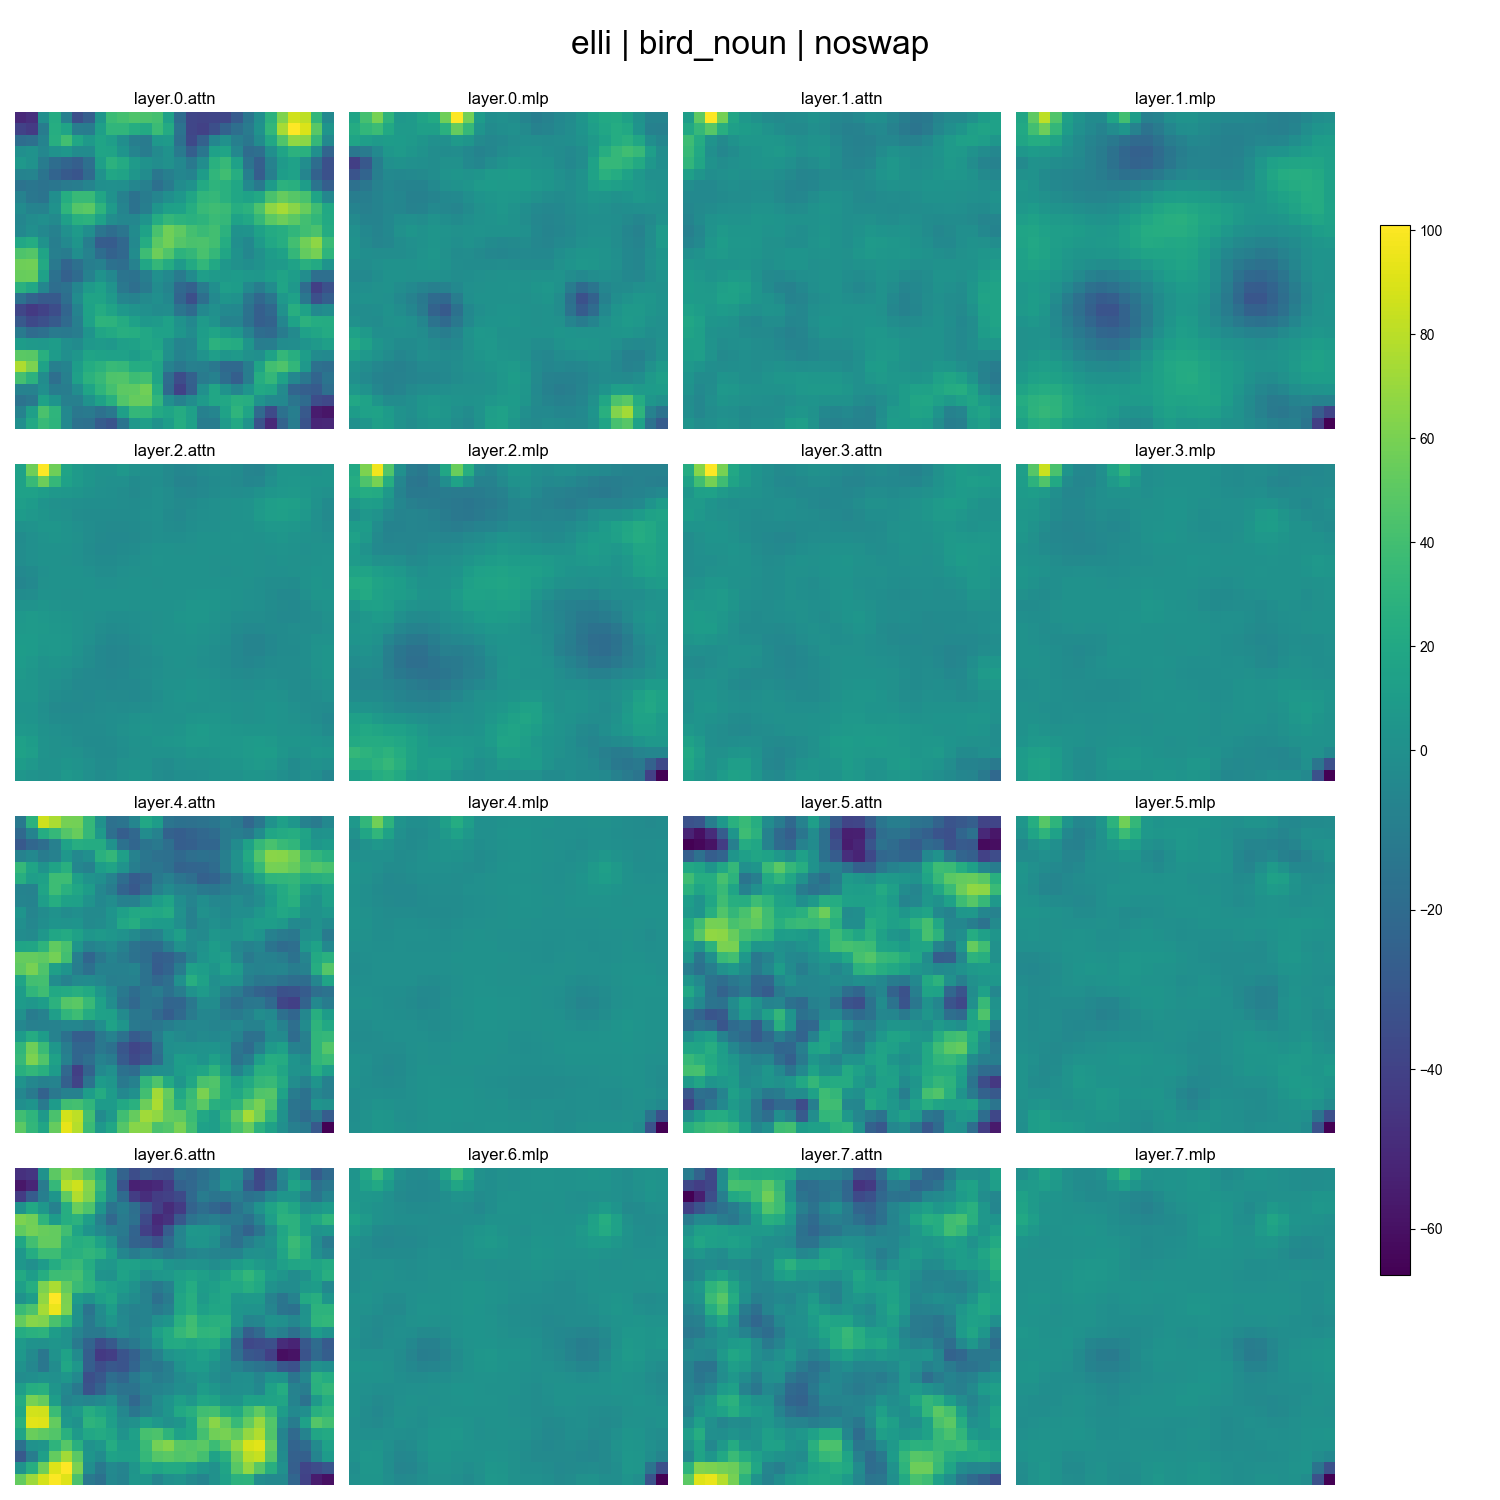 elli | bird_noun | noswap
layer.0.attn
layer.0.mlp
layer.1.attn
layer.1.mlp
layer.2.attn
layer.2.mlp
layer.3.attn
layer.3.mlp
layer.4.attn
layer.4.mlp
layer.5.attn
layer.5.mlp
layer.6.attn
layer.6.mlp
layer.7.attn
layer.7.mlp
100
80
60
40
20
0
−20
−40
−60